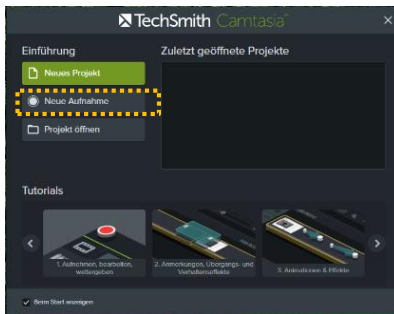 TechSmith Camtasia™
Einführung
Zuletzt geöffnete Projekte
Neues Projekt
Neue Aufnahme
Projekt öffnen
Tutorials
1. Aufnehmen, bearbeiten,
weitergeben
2. Anmerkungen, Übergangs- und
Verhaltenseffekte
3. Animationen & Effekte
Beim Start anzeigen